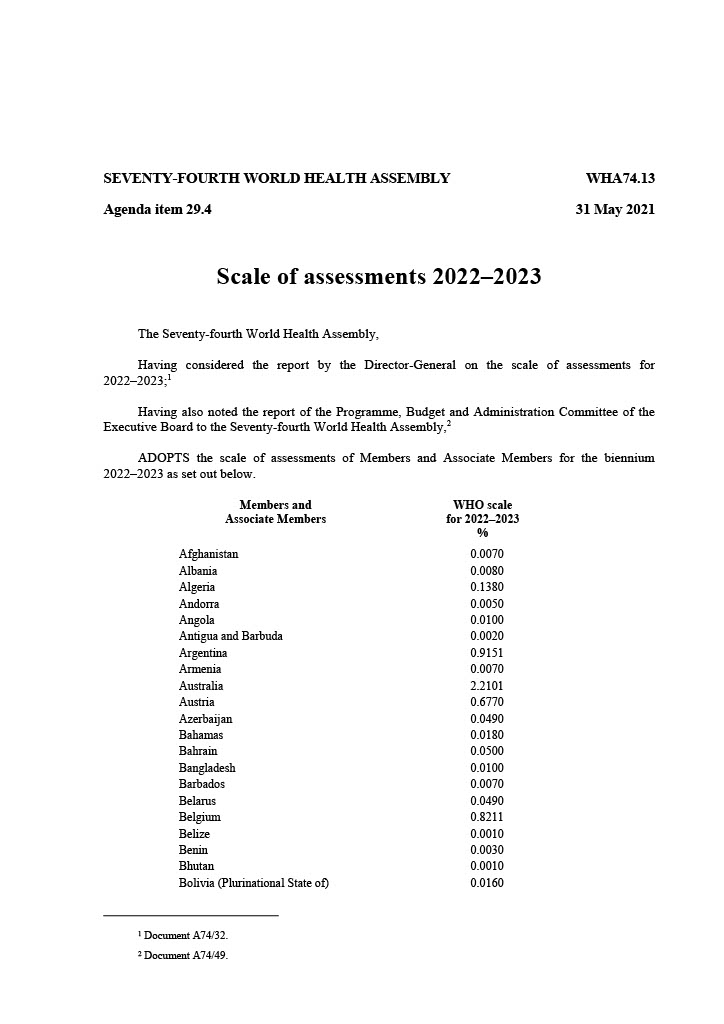 SEVENTY-FOURTH WORLD HEALTH ASSEMBLY WHA74.13
Agenda item 29.4 31 May 2021
Scale of assessments 2022–2023
The Seventy-fourth World Health Assembly,
Having considered the report by the Director-General on the scale of assessments for
2022–2023;¹
Having also noted the report of the Programme, Budget and Administration Committee of the
Executive Board to the Seventy-fourth World Health Assembly,²
ADOPTS the scale of assessments of Members and Associate Members for the biennium
2022–2023 as set out below.
Members and WHO scale
Associate Members for 2022–2023
%
Afghanistan 0.0070
Albania 0.0080
Algeria 0.1380
Andorra 0.0050
Angola 0.0100
Antigua and Barbuda 0.0020
Argentina 0.9151
Armenia 0.0070
Australia 2.2101
Austria 0.6770
Azerbaijan 0.0490
Bahamas 0.0180
Bahrain 0.0500
Bangladesh 0.0100
Barbados 0.0070
Belarus 0.0490
Belgium 0.8211
Belize 0.0010
Benin 0.0030
Bhutan 0.0010
Bolivia (Plurinational State of) 0.0160
¹ Document A74/32.
² Document A74/49.